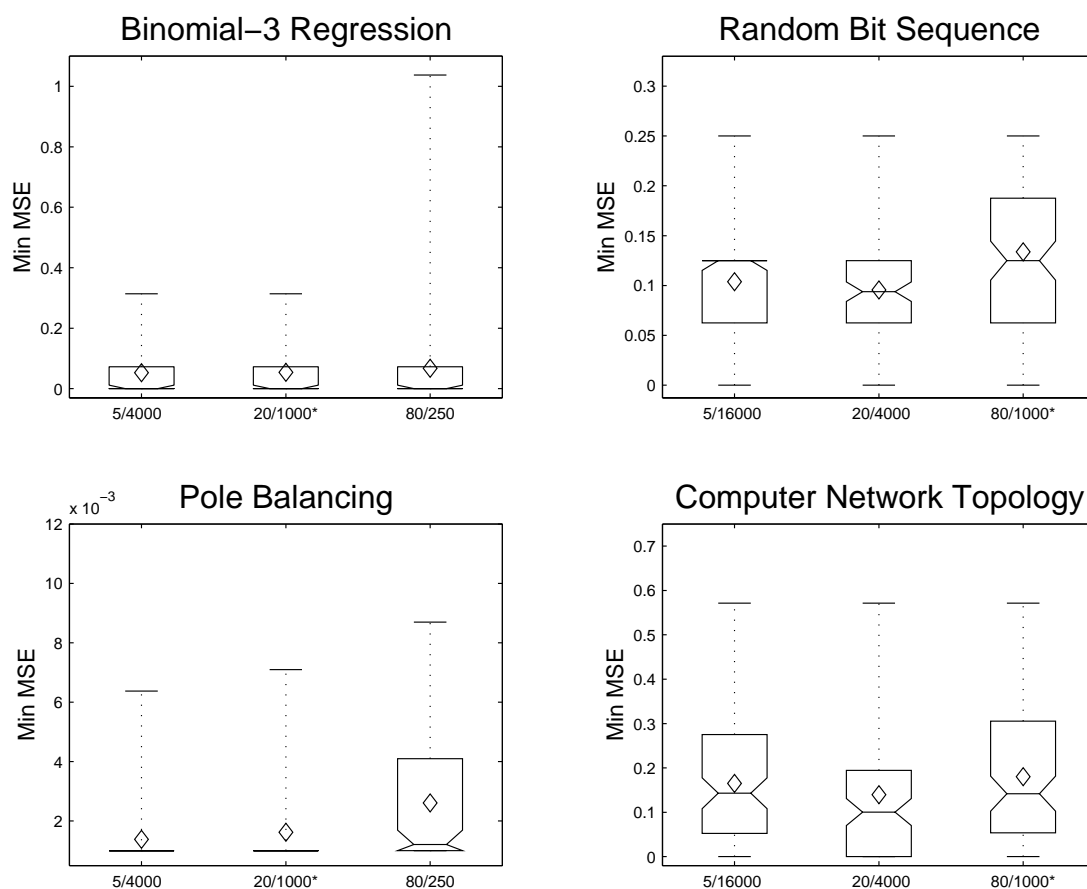 Binomial−3 Regression
Min MSE
1
0.8
0.6
0.4
0.2
0
5/4000 20/1000* 80/250
Random Bit Sequence
Min MSE
0.3
0.25
0.2
0.15
0.1
0.05
0
5/16000 20/4000 80/1000*
Pole Balancing
x 10−3
Min MSE
12
10
8
6
4
2
5/4000 20/1000* 80/250
Computer Network Topology
Min MSE
0.7
0.6
0.5
0.4
0.3
0.2
0.1
0
5/16000 20/4000 80/1000*